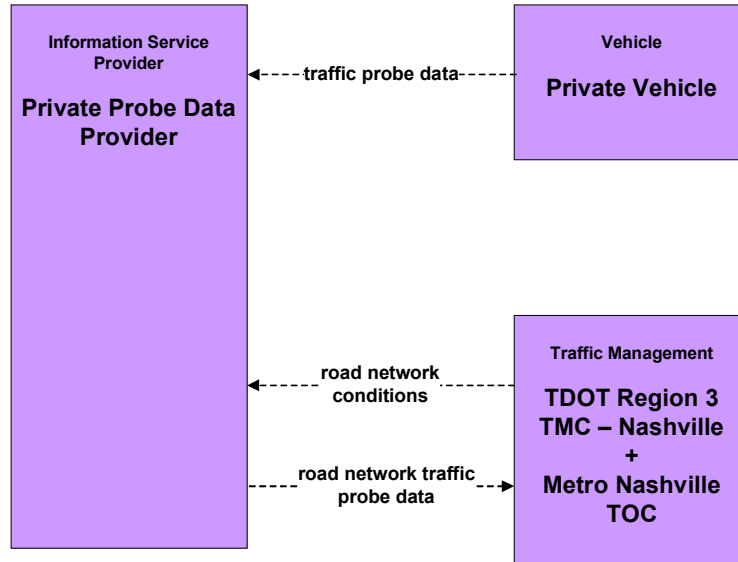 Information Service
Provider
Private Probe Data
Provider
traffic probe data
Vehicle
Private Vehicle
road network
conditions
road network traffic
probe data
Traffic Management
TDOT Region 3
TMC – Nashville
+
Metro Nashville
TOC